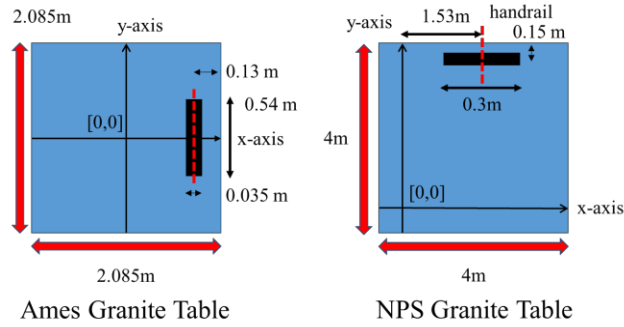 2.085m
y-axis
0.13 m
0.54 m
[0,0]
x-axis
0.035 m
2.085m
Ames Granite Table
y-axis
1.53m
handrail
0.15 m
0.3m
4m
[0,0]
x-axis
4m
NPS Granite Table